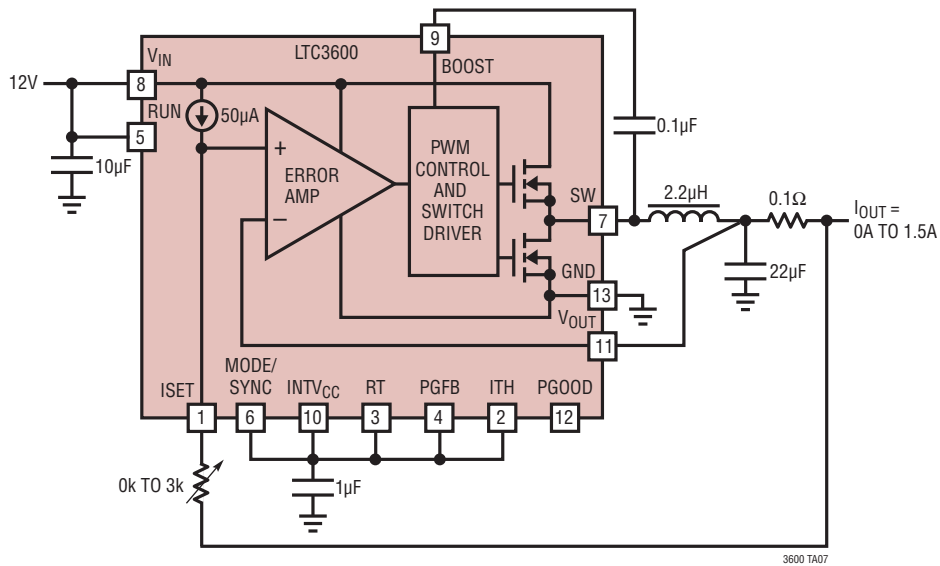 9
LTC3600
BOOST
V_IN
12V
8
RUN
50µA
5
10µF
+
ERROR
AMP
−
PWM
CONTROL
AND
SWITCH
DRIVER
0.1µF
SW
7
2.2µH
0.1Ω
I_OUT =
0A TO 1.5A
22µF
GND
13
V_OUT
11
ISET
MODE/
SYNC
INTV_CC
RT
PGFB
ITH
PGOOD
1
6
10
3
4
2
12
0k TO 3k
1µF
3600 TA07